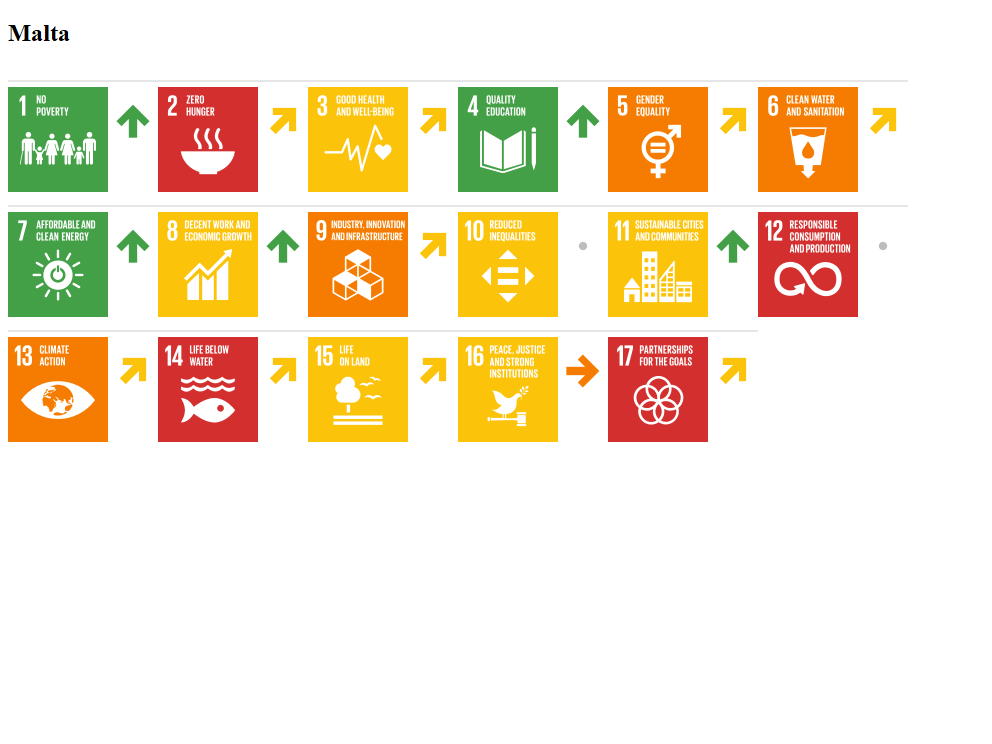 Malta
1 NO
POVERTY
2 ZERO
HUNGER
3 GOOD HEALTH
AND WELL-BEING
4 QUALITY
EDUCATION
5 GENDER
EQUALITY
6 CLEAN WATER
AND SANITATION
7 AFFORDABLE AND
CLEAN ENERGY
8 DECENT WORK AND
ECONOMIC GROWTH
9 INDUSTRY, INNOVATION
AND INFRASTRUCTURE
10 REDUCED
INEQUALITIES
11 SUSTAINABLE CITIES
AND COMMUNITIES
12 RESPONSIBLE
CONSUMPTION
AND PRODUCTION
13 CLIMATE
ACTION
14 LIFE BELOW
WATER
15 LIFE
ON LAND
16 PEACE, JUSTICE
AND STRONG
INSTITUTIONS
17 PARTNERSHIPS
FOR THE GOALS